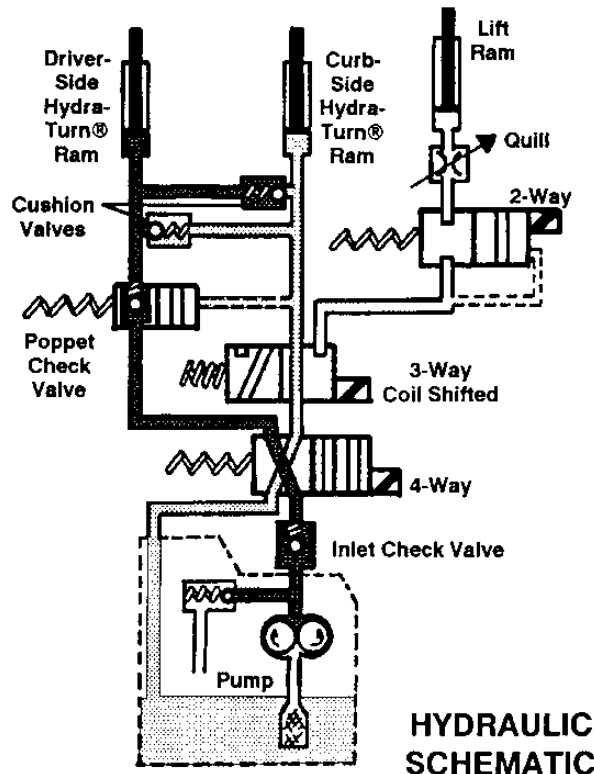 Driver-
Side
Hydra-
Turn®
Ram
Curb-
Side
Hydra-
Turn®
Ram
Lift
Ram
Quill
2-Way
Cushion
Valves
Poppet
Check
Valve
3-Way
Coil Shifted
4-Way
Inlet Check Valve
Pump
HYDRAULIC
SCHEMATIC